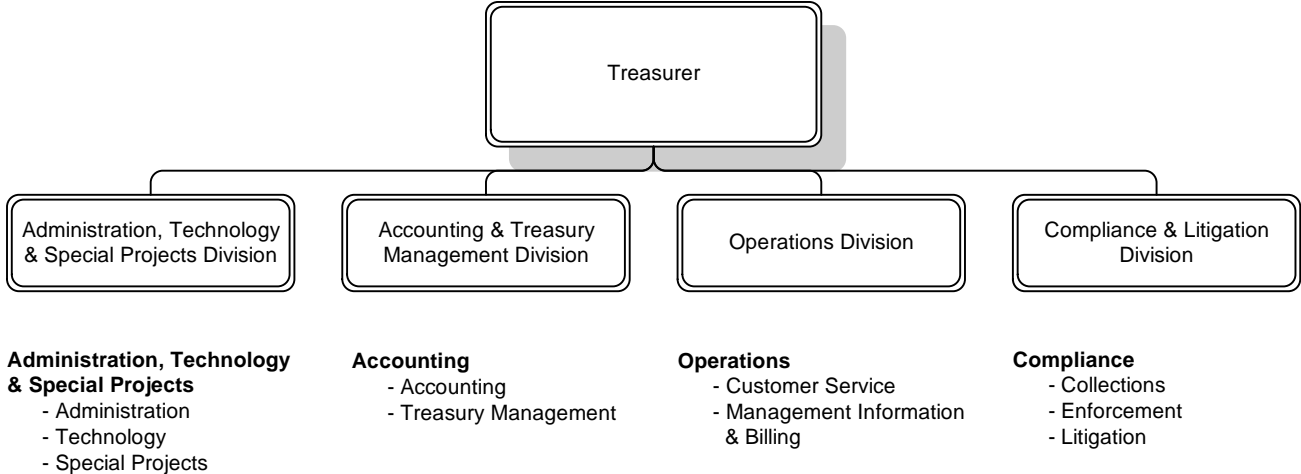 Treasurer
Administration, Technology
& Special Projects Division
Accounting & Treasury
Management Division
Operations Division
Compliance & Litigation
Division
Administration, Technology
& Special Projects
- Administration
- Technology
- Special Projects
Accounting
- Accounting
- Treasury Management
Operations
- Customer Service
- Management Information
& Billing
Compliance
- Collections
- Enforcement
- Litigation